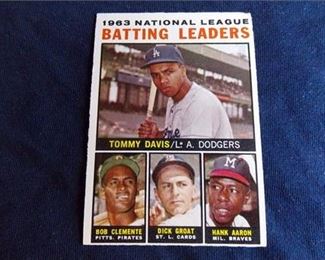 1963 NATIONAL LEAGUE
BATTING LEADERS
LA
TOMMY DAVIS/L. A. DODGERS
P
M
BOB CLEMENTE
PITTS. PIRATES
DICK GROAT
ST. L. CARDS
HANK AARON
MIL. BRAVES